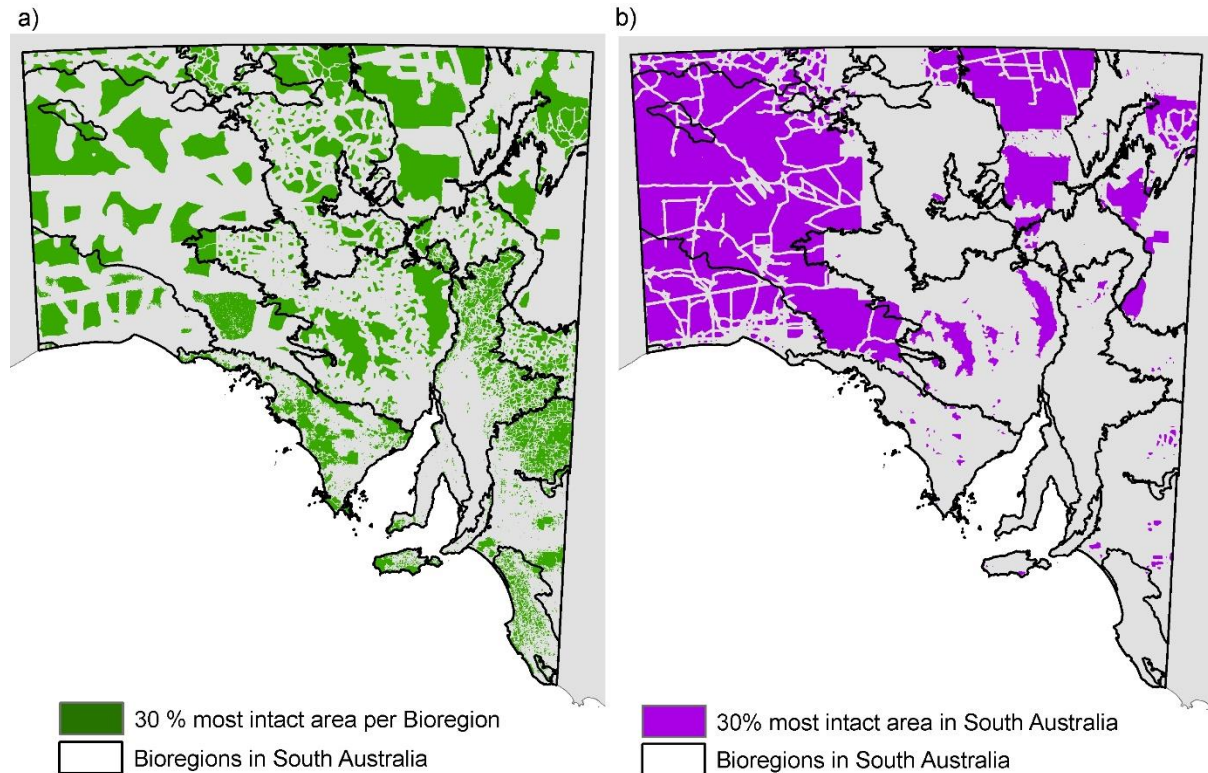 a)
b)
30 % most intact area per Bioregion
Bioregions in South Australia
30% most intact area in South Australia
Bioregions in South Australia